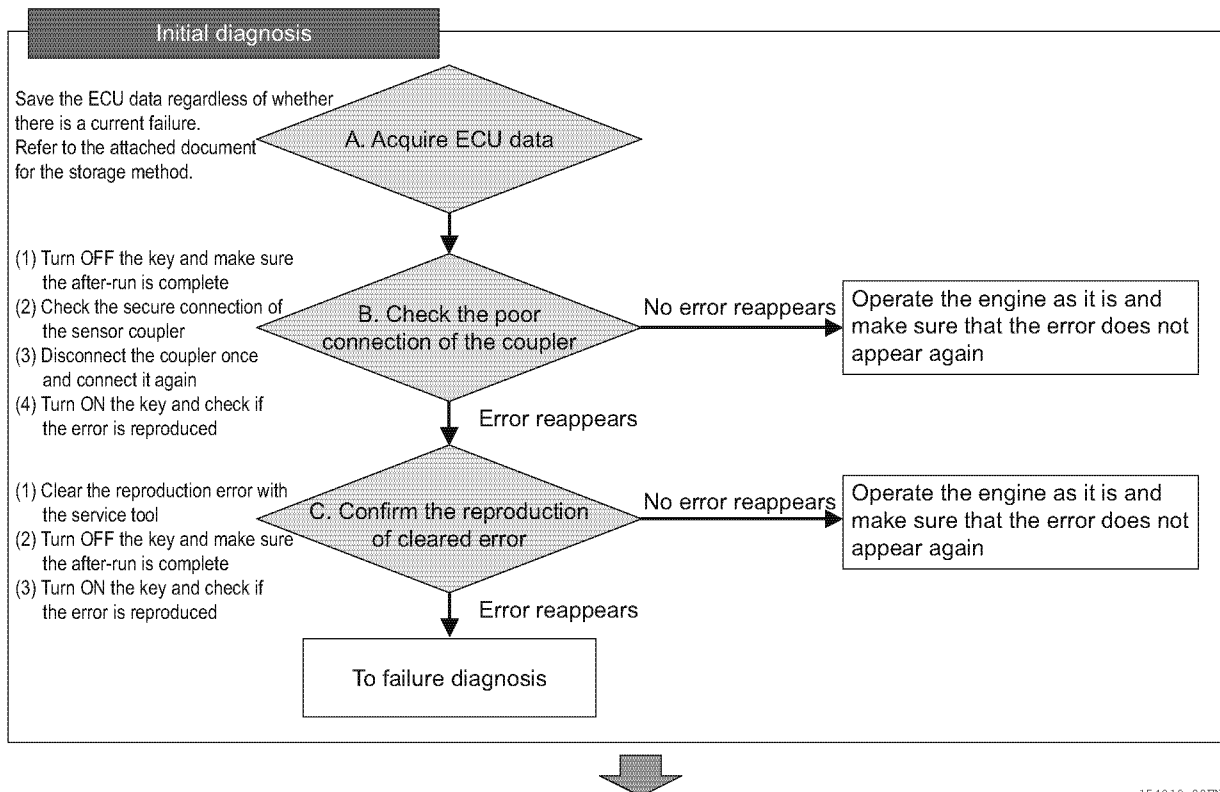 Initial diagnosis
Save the ECU data regardless of whether
there is a current failure.
Refer to the attached document
for the storage method.
A. Acquire ECU data
(1) Turn OFF the key and make sure
the after-run is complete
(2) Check the secure connection of
the sensor coupler
(3) Disconnect the coupler once
and connect it again
(4) Turn ON the key and check if
the error is reproduced
B. Check the poor
connection of the coupler
No error reappears
Operate the engine as it is and
make sure that the error does not
appear again
Error reappears
(1) Clear the reproduction error with
the service tool
(2) Turn OFF the key and make sure
the after-run is complete
(3) Turn ON the key and check if
the error is reproduced
C. Confirm the reproduction
of cleared error
No error reappears
Operate the engine as it is and
make sure that the error does not
appear again
Error reappears
To failure diagnosis